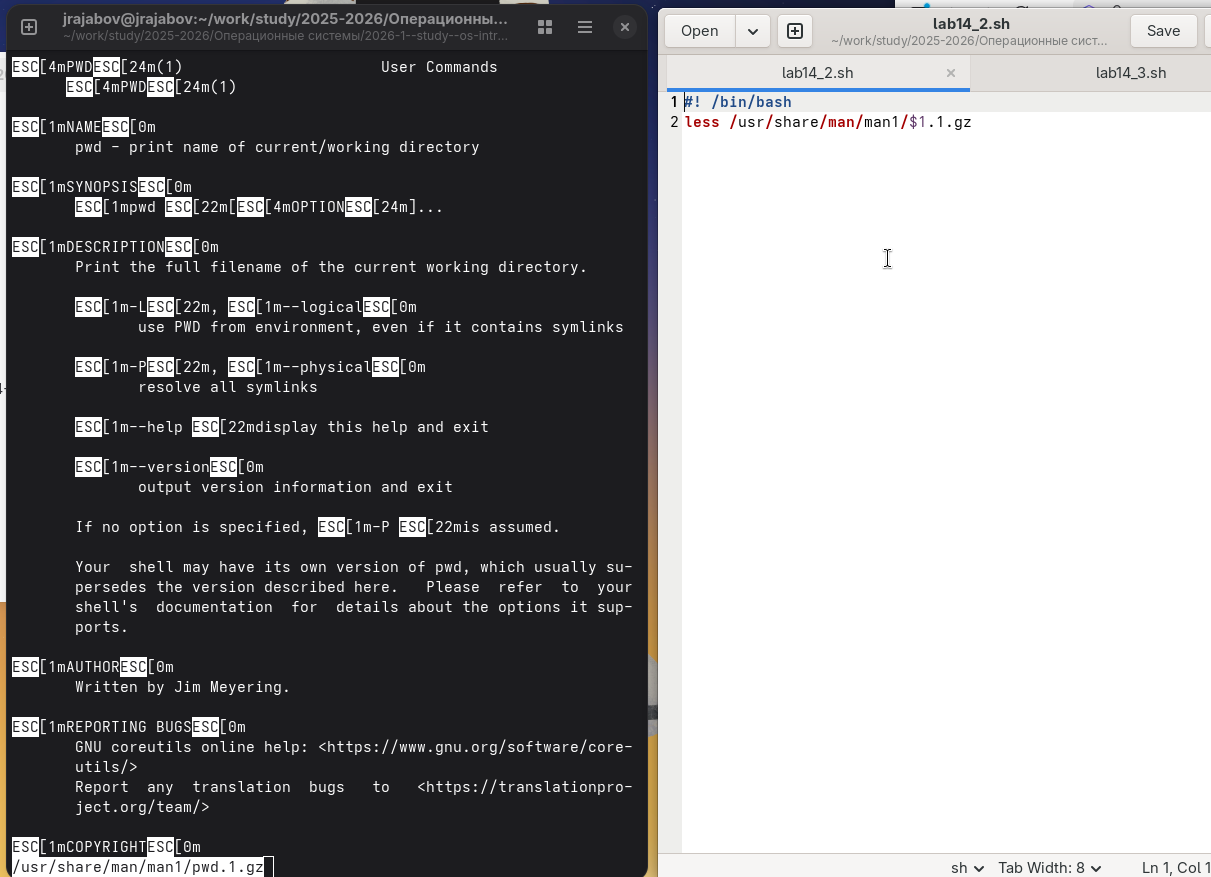 jrajabov@jrajabov:~/work/study/2025-2026/Операционны...
~/work/study/2025-2026/Операционные системы/2026-1--study--os-intr...
ESC[4mPWDESC[24m(1) User Commands
ESC[4mPWDESC[24m(1)
ESC[1mNAMEESC[0m
pwd - print name of current/working directory
ESC[1mSYNOPSISESC[0m
ESC[1mpwd ESC[22m[ESC[4mOPTIONESC[24m]...
ESC[1mDESCRIPTIONESC[0m
Print the full filename of the current working directory.
ESC[1m-LESC[22m, ESC[1m--logicalESC[0m
use PWD from environment, even if it contains symlinks
ESC[1m-PESC[22m, ESC[1m--physicalESC[0m
resolve all symlinks
ESC[1m--help ESC[22mdisplay this help and exit
ESC[1m--versionESC[0m
output version information and exit
If no option is specified, ESC[1m-P ESC[22mis assumed.
Your shell may have its own version of pwd, which usually su-
persedes the version described here. Please refer to your
shell's documentation for details about the options it sup-
ports.
ESC[1mAUTHORESC[0m
Written by Jim Meyering.
ESC[1mREPORTING BUGSESC[0m
GNU coreutils online help: <https://www.gnu.org/software/core-
utils/>
Report any translation bugs to <https://translationpro-
ject.org/team/>
ESC[1mCOPYRIGHTESC[0m
/usr/share/man/man1/pwd.1.gz
Open
lab14_2.sh
~/work/study/2025-2026/Операционные сист...
Save
lab14_2.sh ×
lab14_3.sh
1 #! /bin/bash
2 less /usr/share/man/man1/$1.1.gz
sh Tab Width: 8 Ln 1, Col 1